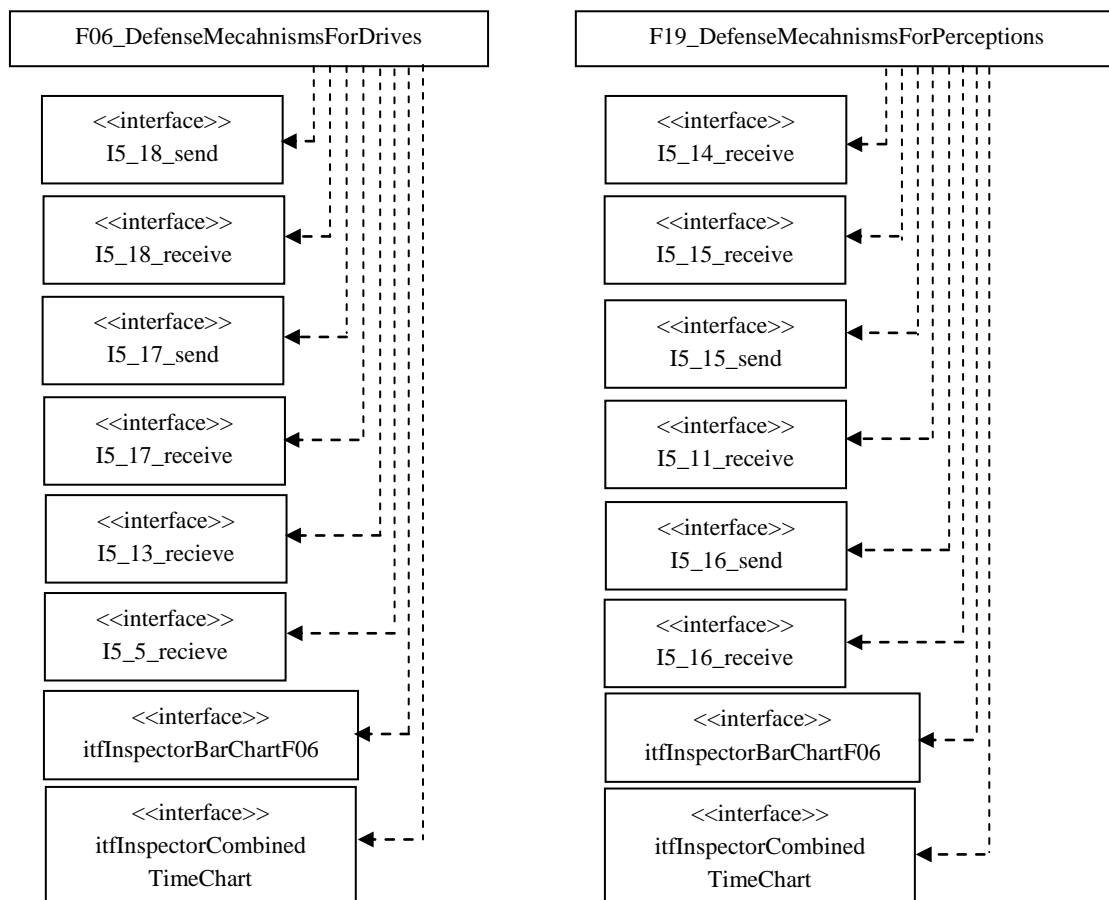 F06_DefenseMecahnismsForDrives
<<interface>>
I5_18_send
<<interface>>
I5_18_receive
<<interface>>
I5_17_send
<<interface>>
I5_17_receive
<<interface>>
I5_13_recieve
<<interface>>
I5_5_recieve
<<interface>>
itfInspectorBarChartF06
<<interface>>
itfInspectorCombined
TimeChart
F19_DefenseMecahnismsForPerceptions
<<interface>>
I5_14_receive
<<interface>>
I5_15_receive
<<interface>>
I5_15_send
<<interface>>
I5_11_receive
<<interface>>
I5_16_send
<<interface>>
I5_16_receive
<<interface>>
itfInspectorBarChartF06
<<interface>>
itfInspectorCombined
TimeChart